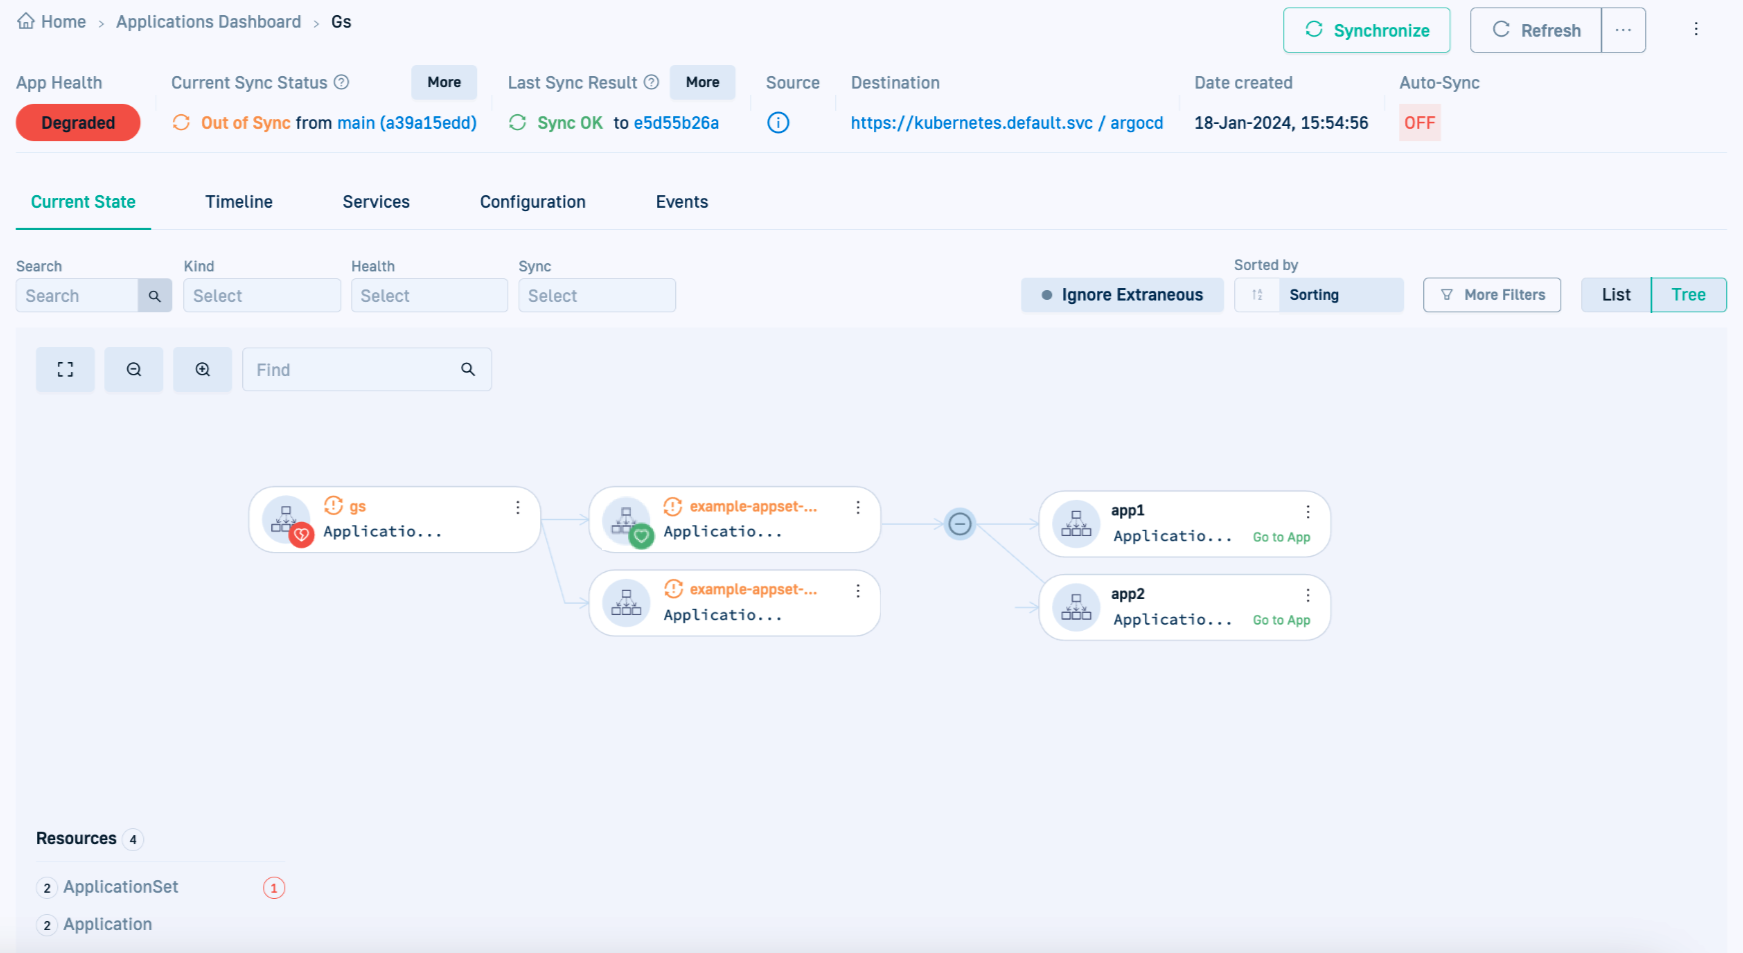 Home > Applications Dashboard > Gs
Synchronize
Refresh
App Health
Current Sync Status
More
Last Sync Result
More
Source
Destination
Date created
Auto-Sync
Degraded
Out of Sync from main (a39a15edd)
Sync OK to e5d55b26a
https://kubernetes.default.svc / argocd
18-Jan-2024, 15:54:56
OFF
Current State
Timeline
Services
Configuration
Events
Search
Kind
Health
Sync
Sorted by
Search
Select
Select
Select
Ignore Extraneous
Sorting
More Filters
List
Tree
Find
gs
Applicatio...
example-appset-...
Applicatio...
app1
Applicatio... Go to App
example-appset-...
Applicatio...
app2
Applicatio... Go to App
Resources 4
2 ApplicationSet 1
2 Application